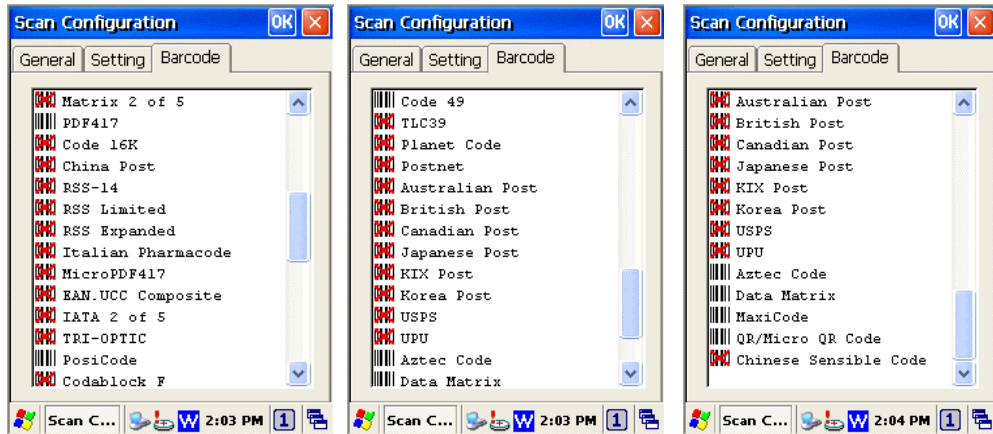 Scan Configuration OK
General Setting Barcode
Matrix 2 of 5
PDF417
Code 16K
China Post
RSS-14
RSS Limited
RSS Expanded
Italian Pharmacode
MicroPDF417
EAN.UCC Composite
IATA 2 of 5
TRI-OPTIC
PosiCode
Codablock F
Scan C... W 2:03 PM 1
Scan Configuration OK
General Setting Barcode
Code 49
TLC39
Planet Code
Postnet
Australian Post
British Post
Canadian Post
Japanese Post
KIX Post
Korea Post
USPS
UPU
Aztec Code
Data Matrix
Scan C... W 2:03 PM 1
Scan Configuration OK
General Setting Barcode
Australian Post
British Post
Canadian Post
Japanese Post
KIX Post
Korea Post
USPS
UPU
Aztec Code
Data Matrix
MaxiCode
QR/Micro QR Code
Chinese Sensible Code
Scan C... W 2:04 PM 1